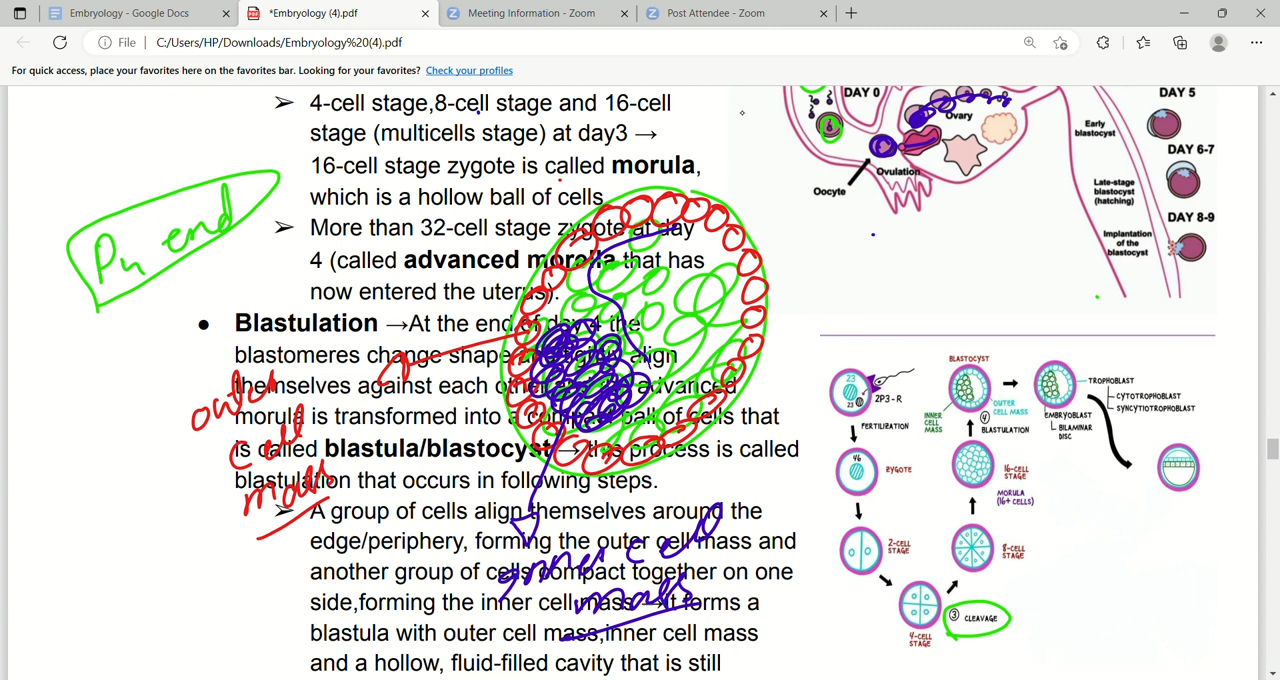 Embryology - Google Docs
*Embryology (4).pdf
Meeting Information - Zoom
Post Attendee - Zoom
File
C:/Users/HP/Downloads/Embryology%20(4).pdf
For quick access, place your favorites here on the favorites bar. Looking for your favorites? Check your profiles
➢ 4-cell stage,8-cell stage and 16-cell
stage (multicells stage) at day3 →
16-cell stage zygote is called morula,
which is a hollow ball of cells
➢ More than 32-cell stage zygote at day
4 (called advanced morella that has
now entered the uterus).
● Blastulation →At the end of day 4 the
blastomeres change shape align
themselves against each other advanced
morula is transformed into a compact ball of cells that
is called blastula/blastocyst → this process is called
blastulation that occurs in following steps.
➢ A group of cells align themselves around the
edge/periphery, forming the outer cell mass and
another group of cells compact together on one
side,forming the inner cell mass →It forms a
blastula with outer cell mass,inner cell mass
and a hollow, fluid-filled cavity that is still
end
outer
cell
mass
inner cell
mass
DAY 0
Ovary
Ovulation
Oocyte
DAY 5
Early
blastocyst
DAY 6-7
Late-stage
blastocyst
(hatching)
DAY 8-9
Implantation
of the
blastocyst
23
23
2P3-R
FERTILIZATION
46
ZYGOTE
2-CELL
STAGE
4-CELL
STAGE
③ CLEAVAGE
8-CELL
STAGE
16-CELL
STAGE
MORULA
(16+ CELLS)
④
BLASTULATION
BLASTOCYST
INNER
CELL
MASS
OUTER
CELL MASS
TROPHOBLAST
CYTOTROPHOBLAST
SYNCYTIOTROPHOBLAST
EMBRYOBLAST
BILAMINAR
DISC